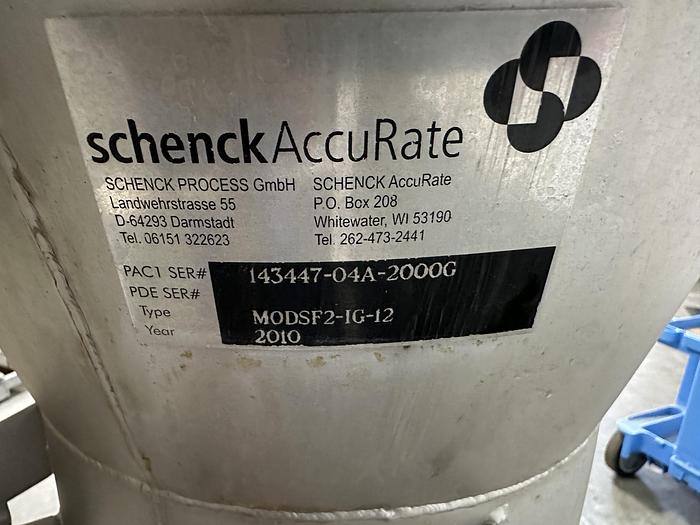 schenck AccuRate
SCHENCK PROCESS GmbH SCHENCK AccuRate
Landwehrstrasse 55 P.O. Box 208
D-64293 Darmstadt Whitewater, WI 53190
Tel. 06151 322623 Tel. 262-473-2441
PACT SER# 143447-04A-2000G
PDE SER#
Type MODSF2-IG-12
Year 2010